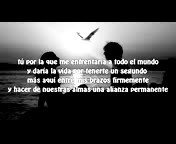 tú por la que me enfrentaría a todo el mundo
y daría la vida por tenerte un segundo
más aquí entre mis brazos firmemente
y hacer de nuestras almas una alianza permanente